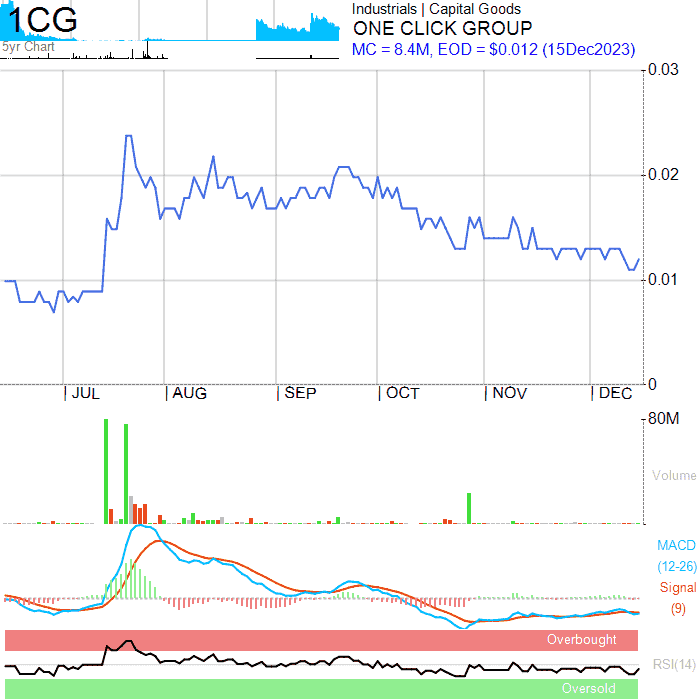 1CG
5yr Chart
Industrials | Capital Goods
ONE CLICK GROUP
MC = 8.4M, EOD = $0.012 (15Dec2023)
0.03
0.02
0.01
0
| JUL | AUG | SEP | OCT | NOV | DEC
80M
Volume
MACD
(12-26)
Signal
(9)
Overbought
RSI(14)
Oversold